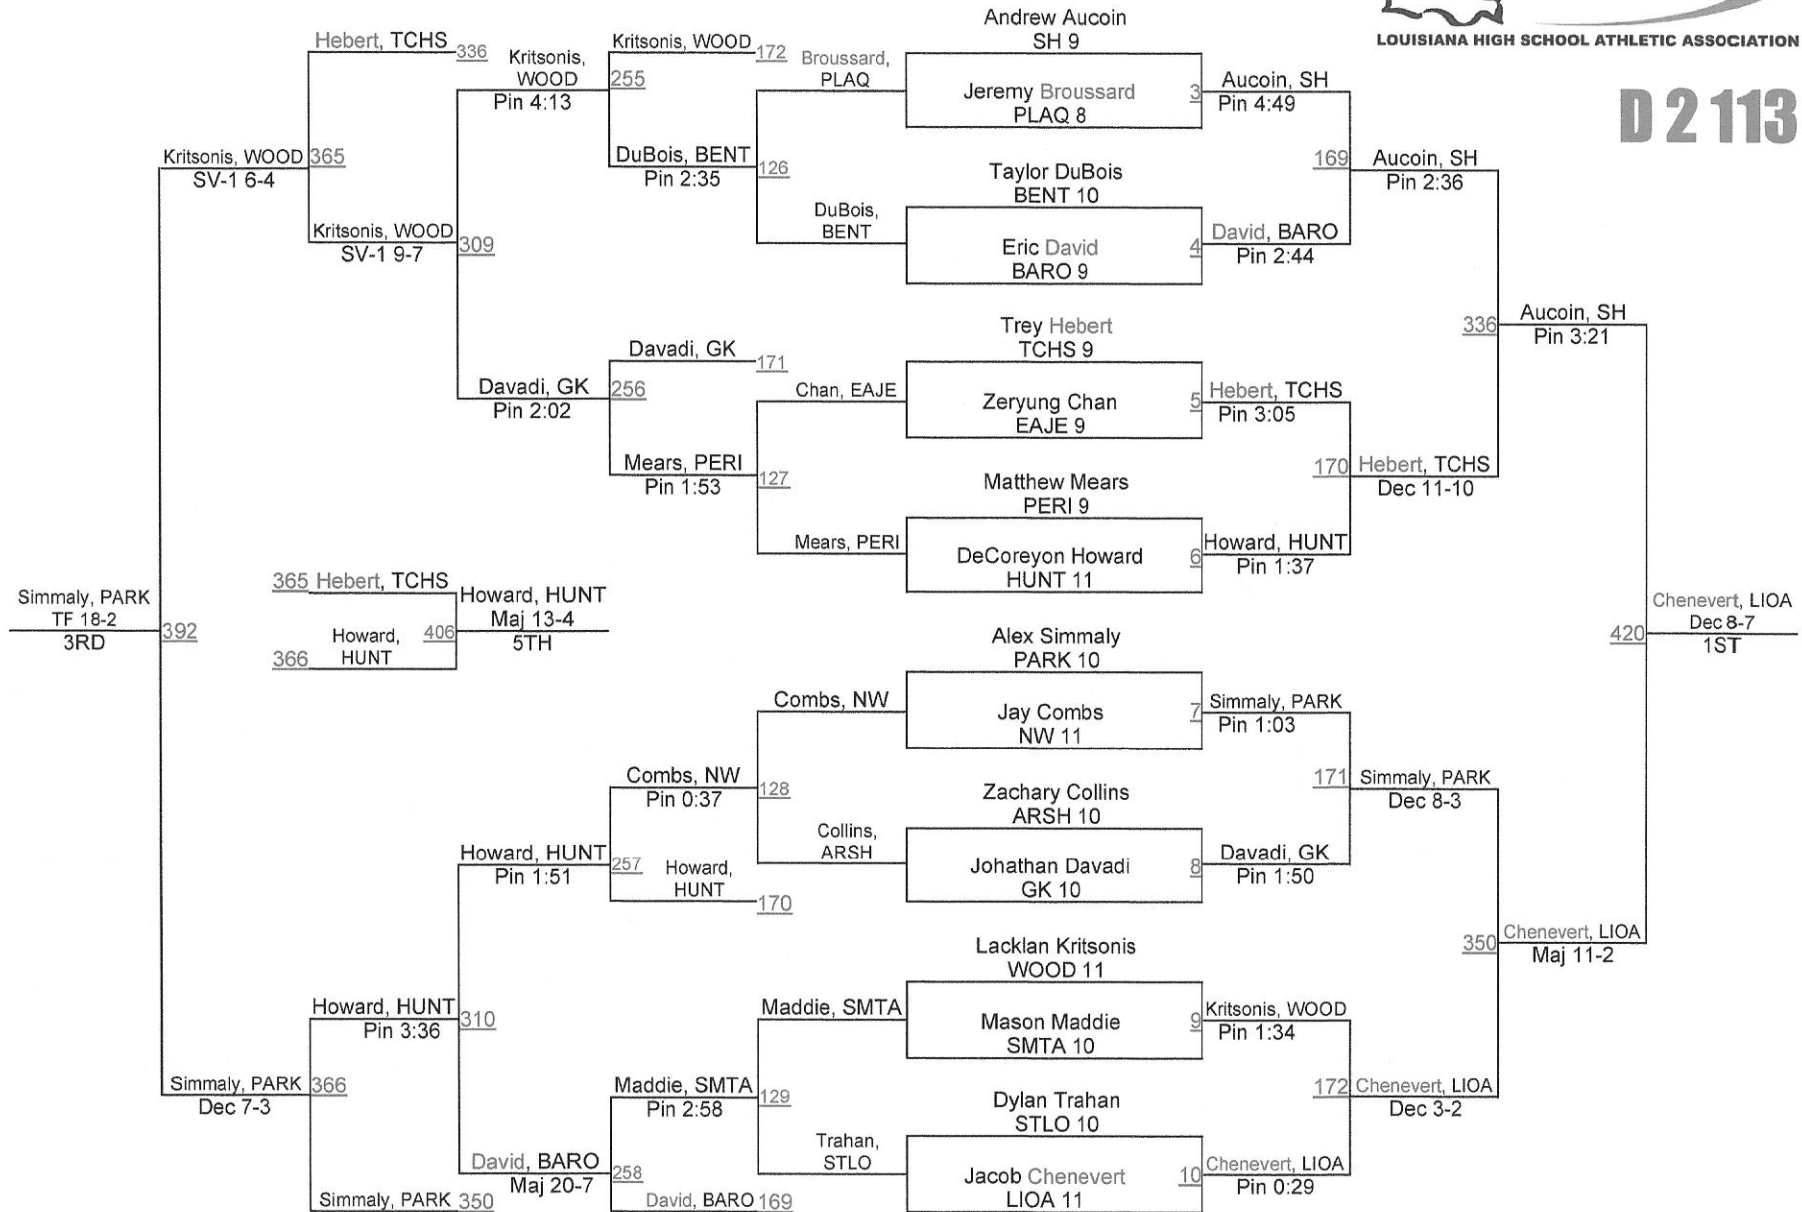 LOUISIANA HIGH SCHOOL ATHLETIC ASSOCIATION
D 2 113
Simmaly, PARK
TF 18-2
3RD
392
Kritsonis, WOOD
SV-1 6-4
365
Simmaly, PARK
Dec 7-3
366
Hebert, TCHS
336
Kritsonis, WOOD
SV-1 9-7
309
365 Hebert, TCHS
Howard,
HUNT
366
406
Howard, HUNT
Maj 13-4
5TH
Howard, HUNT
Pin 3:36
310
Simmaly, PARK 350
Kritsonis,
WOOD
Pin 4:13
255
Davadi, GK
Pin 2:02
256
Howard, HUNT
Pin 1:51
257
David, BARO
Maj 20-7
258
Kritsonis, WOOD
172
DuBois, BENT
Pin 2:35
126
Davadi, GK
171
Mears, PERI
Pin 1:53
127
Combs, NW
Pin 0:37
128
Howard,
HUNT
170
Maddie, SMTA
Pin 2:58
129
David, BARO 169
Broussard,
PLAQ
DuBois,
BENT
Chan, EAJE
Mears, PERI
Combs, NW
Collins,
ARSH
Maddie, SMTA
Trahan,
STLO
Andrew Aucoin
SH 9
Jeremy Broussard
PLAQ 8
3
Taylor DuBois
BENT 10
Eric David
BARO 9
4
Trey Hebert
TCHS 9
Zeryung Chan
EAJE 9
5
Matthew Mears
PERI 9
DeCoreyon Howard
HUNT 11
6
Alex Simmaly
PARK 10
Jay Combs
NW 11
7
Zachary Collins
ARSH 10
Johathan Davadi
GK 10
8
Lacklan Kritsonis
WOOD 11
Mason Maddie
SMTA 10
9
Dylan Trahan
STLO 10
Jacob Chenevert
LIOA 11
10
Aucoin, SH
Pin 4:49
David, BARO
Pin 2:44
Hebert, TCHS
Pin 3:05
Howard, HUNT
Pin 1:37
Simmaly, PARK
Pin 1:03
Davadi, GK
Pin 1:50
Kritsonis, WOOD
Pin 1:34
Chenevert, LIOA
Pin 0:29
169
Aucoin, SH
Pin 2:36
170
Hebert, TCHS
Dec 11-10
171
Simmaly, PARK
Dec 8-3
172
Chenevert, LIOA
Dec 3-2
336
Aucoin, SH
Pin 3:21
350
Chenevert, LIOA
Maj 11-2
420
Chenevert, LIOA
Dec 8-7
1ST